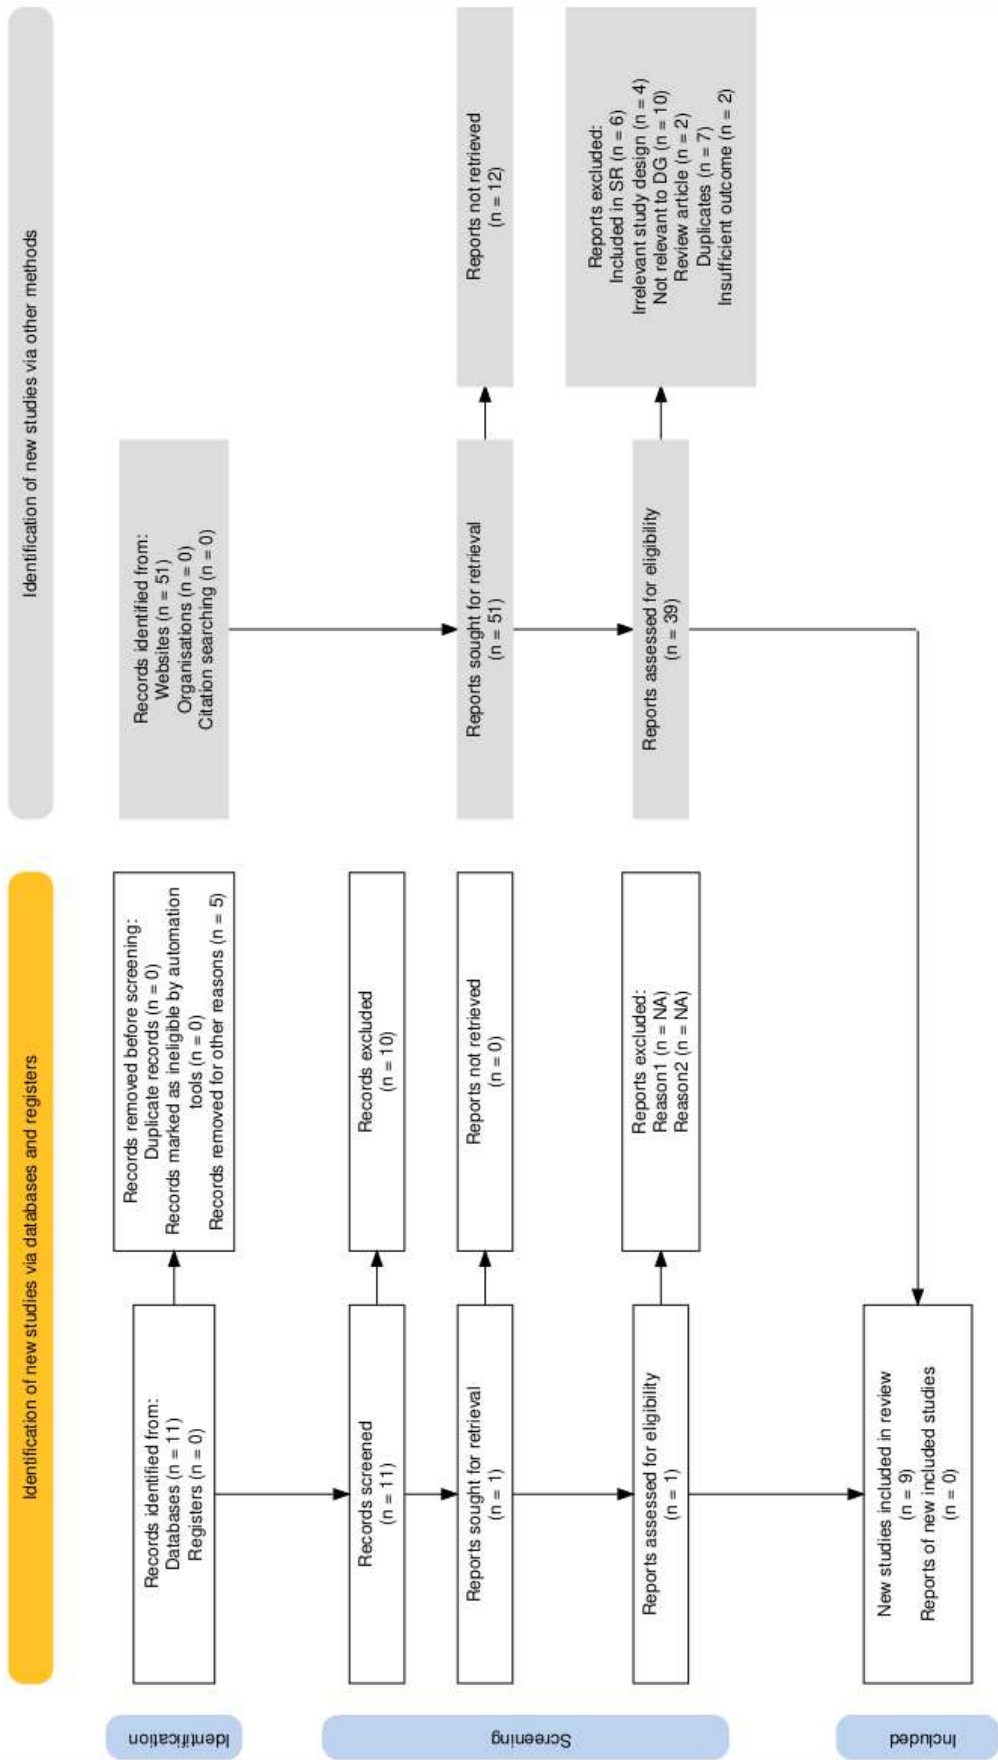 Identification of new studies via databases and registers
Identification of new studies via other methods
Identification
Records identified from:
Databases (n = 11)
Registers (n = 0)
Records removed before screening:
Duplicate records (n = 0)
Records marked as ineligible by automation
tools (n = 0)
Records removed for other reasons (n = 5)
Records identified from:
Websites (n = 51)
Organisations (n = 0)
Citation searching (n = 0)
Screening
Records screened
(n = 11)
Records excluded
(n = 10)
Reports sought for retrieval
(n = 1)
Reports not retrieved
(n = 0)
Reports sought for retrieval
(n = 51)
Reports not retrieved
(n = 12)
Reports assessed for eligibility
(n = 1)
Reports excluded:
Reason1 (n = NA)
Reason2 (n = NA)
Reports assessed for eligibility
(n = 39)
Reports excluded:
Included in SR (n = 6)
Irrelevant study design (n = 4)
Not relevant to DG (n = 10)
Review article (n = 2)
Duplicates (n = 7)
Insufficient outcome (n = 2)
Included
New studies included in review
(n = 9)
Reports of new included studies
(n = 0)